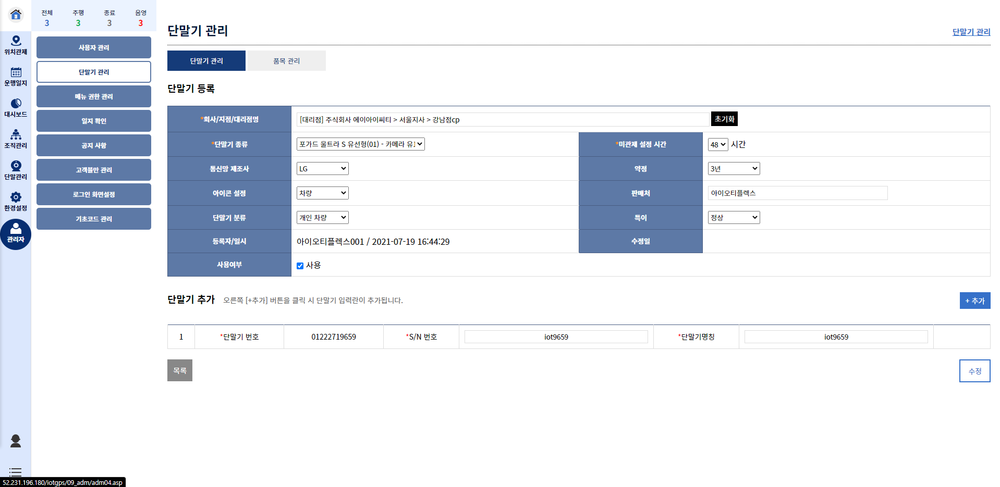 전체 주행 종료 음영
3 3 3 3
위치관제
운행일지
대시보드
조직관리
단말관리
환경설정
관리자
사용자 관리
단말기 관리
메뉴 권한 관리
일지 확인
공지 사항
고객불만 관리
로그인 화면설정
기초코드 관리
단말기 관리
단말기 관리
단말기 관리 품목 관리
단말기 등록
*회사/지점/대리점명 [대리점] 주식회사 에이아이씨티 > 서울지사 > 강남점cp 초기화
*단말기 종류 포가드 울트라 S 유선형(01) - 카메라 유 *미관제 설정 시간 48 시간
통신망 제조사 LG 약정 3년
아이콘 설정 차량 판매처 아이오티플렉스
단말기 분류 개인 차량 특이 정상
등록자/일시 아이오티플렉스001 / 2021-07-19 16:44:29 수정일
사용여부 사용
단말기 추가 오른쪽 [+추가] 버튼을 클릭 시 단말기 입력란이 추가됩니다. + 추가
1 *단말기 번호 01222719659 *S/N 번호 iot9659 *단말기명칭 iot9659
목록 수정
52.231.196.180/iotgps/09_adm/adm04.asp